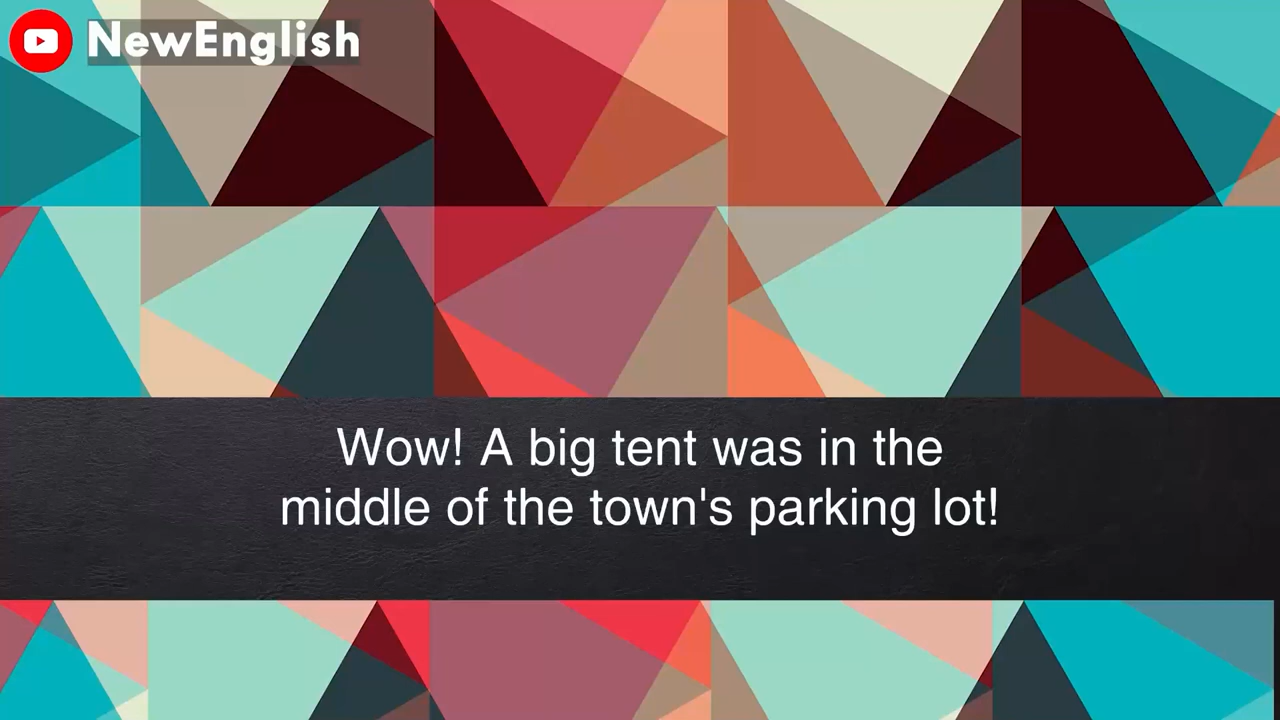 NewEnglish
Wow! A big tent was in the
middle of the town's parking lot!